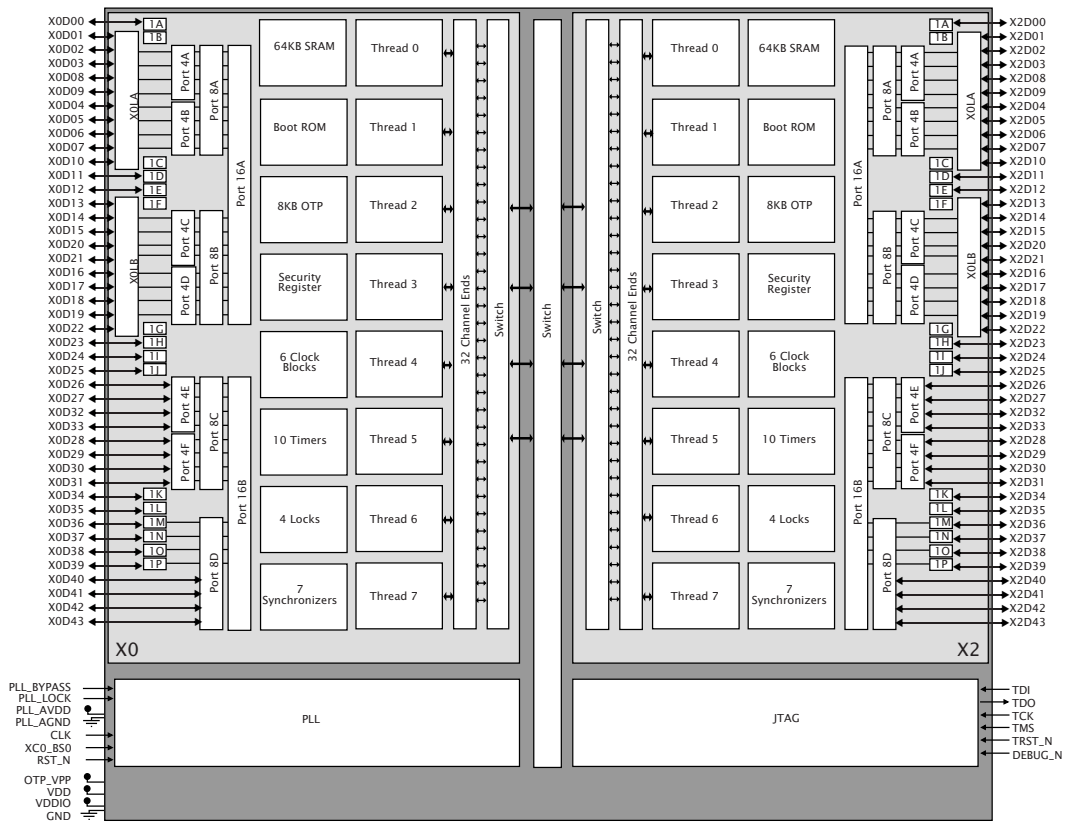 X0D00
X0D01
X0D02
X0D03
X0D08
X0D09
X0D04
X0D05
X0D06
X0D07
X0D10
X0D11
X0D12
X0D13
X0D14
X0D15
X0D20
X0D21
X0D16
X0D17
X0D18
X0D19
X0D22
X0D23
X0D24
X0D25
X0D26
X0D27
X0D32
X0D33
X0D28
X0D29
X0D30
X0D31
X0D34
X0D35
X0D36
X0D37
X0D38
X0D39
X0D40
X0D41
X0D42
X0D43
1A
1B
X0LA
1C
1D
1E
1F
X0LB
1G
1H
1I
1J
1K
1L
1M
1N
1O
1P
Port 4A
Port 4B
Port 4C
Port 4D
Port 4E
Port 4F
Port 8A
Port 8B
Port 8C
Port 8D
Port 16A
Port 16B
64KB SRAM
Boot ROM
8KB OTP
Security
Register
6 Clock
Blocks
10 Timers
4 Locks
7
Synchronizers
Thread 0
Thread 1
Thread 2
Thread 3
Thread 4
Thread 5
Thread 6
Thread 7
32 Channel Ends
Switch
X0
Switch
Switch
32 Channel Ends
Thread 0
Thread 1
Thread 2
Thread 3
Thread 4
Thread 5
Thread 6
Thread 7
64KB SRAM
Boot ROM
8KB OTP
Security
Register
6 Clock
Blocks
10 Timers
4 Locks
7
Synchronizers
Port 16A
Port 16B
Port 8A
Port 8B
Port 8C
Port 8D
Port 4A
Port 4B
Port 4C
Port 4D
Port 4E
Port 4F
1A
1B
X0LA
1C
1D
1E
1F
X0LB
1G
1H
1I
1J
1K
1L
1M
1N
1O
1P
X2
X2D00
X2D01
X2D02
X2D03
X2D08
X2D09
X2D04
X2D05
X2D06
X2D07
X2D10
X2D11
X2D12
X2D13
X2D14
X2D15
X2D20
X2D21
X2D16
X2D17
X2D18
X2D19
X2D22
X2D23
X2D24
X2D25
X2D26
X2D27
X2D32
X2D33
X2D28
X2D29
X2D30
X2D31
X2D34
X2D35
X2D36
X2D37
X2D38
X2D39
X2D40
X2D41
X2D42
X2D43
PLL_BYPASS
PLL_LOCK
PLL_AVDD
PLL_AGND
CLK
XC0_BS0
RST_N
OTP_VPP
VDD
VDDIO
GND
PLL
JTAG
TDI
TDO
TCK
TMS
TRST_N
DEBUG_N